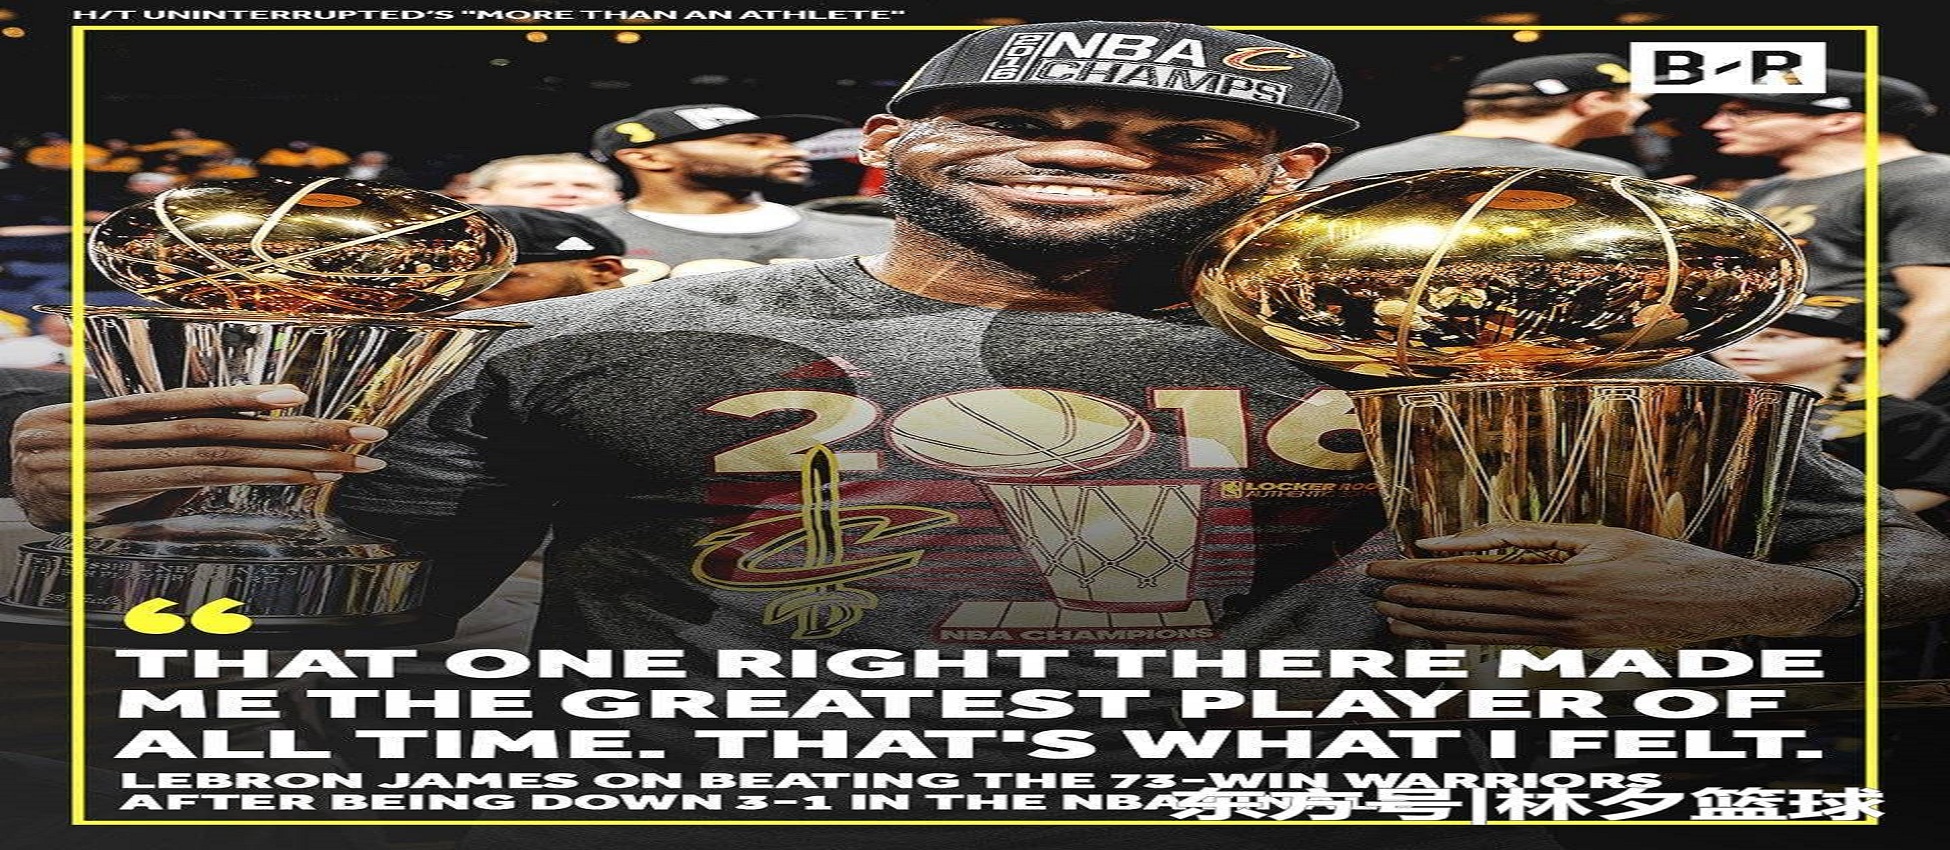 H/T UNINTERRUPTED'S "MORE THAN AN ATHLETE"
B-R
2016
NBA
CHAMPS
2016
LOCKER ROOM
NBA CHAMPIONS
“
THAT ONE RIGHT THERE MADE
ME THE GREATEST PLAYER OF
ALL TIME. THAT'S WHAT I FELT.
LEBRON JAMES ON BEATING THE 73-WIN WARRIORS
AFTER BEING DOWN 3-1 IN THE NBA
东方号|林夕篮球